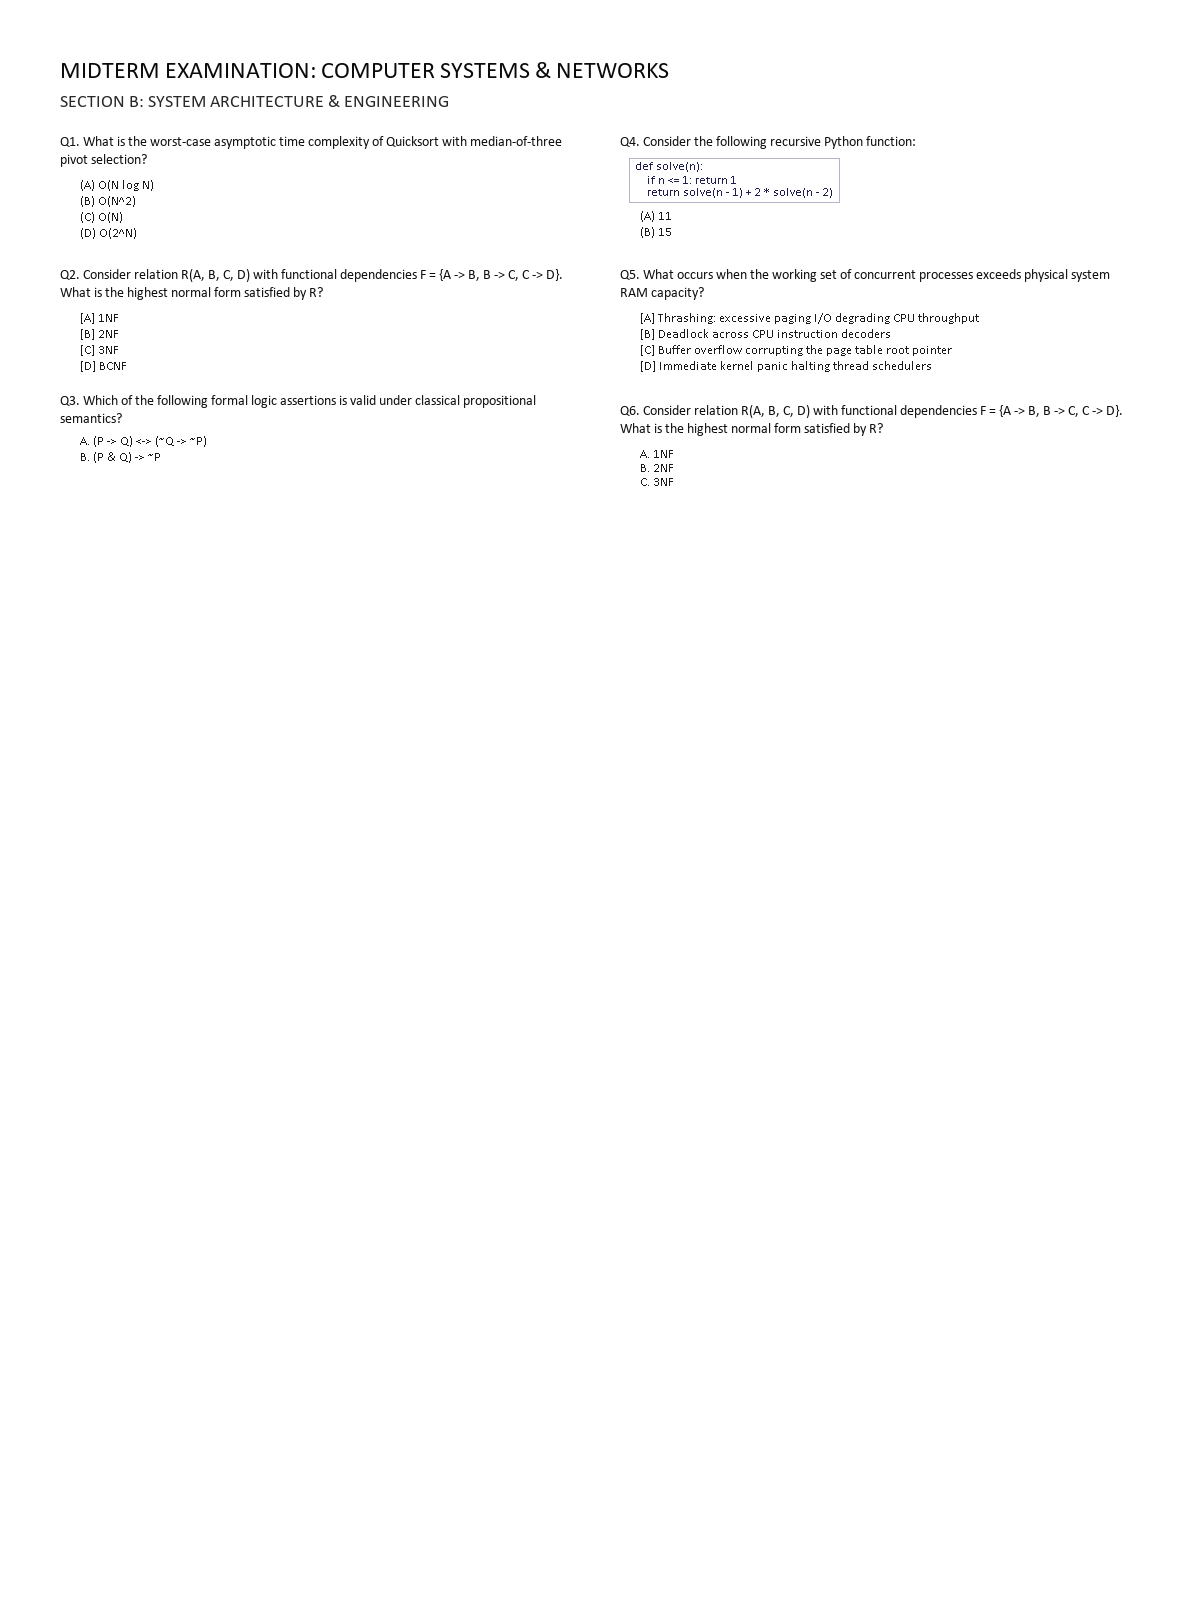 MIDTERM EXAMINATION: COMPUTER SYSTEMS & NETWORKS
SECTION B: SYSTEM ARCHITECTURE & ENGINEERING
Q1. What is the worst-case asymptotic time complexity of Quicksort with median-of-three
pivot selection?
(A) O(N log N)
(B) O(N^2)
(C) O(N)
(D) O(2^N)
Q2. Consider relation R(A, B, C, D) with functional dependencies F = {A -> B, B -> C, C -> D}.
What is the highest normal form satisfied by R?
[A] 1NF
[B] 2NF
[C] 3NF
[D] BCNF
Q3. Which of the following formal logic assertions is valid under classical propositional
semantics?
A. (P -> Q) <-> (~Q -> ~P)
B. (P & Q) -> ~P
Q4. Consider the following recursive Python function:
def solve(n):
    if n <= 1: return 1
    return solve(n - 1) + 2 * solve(n - 2)
(A) 11
(B) 15
Q5. What occurs when the working set of concurrent processes exceeds physical system
RAM capacity?
[A] Thrashing: excessive paging I/O degrading CPU throughput
[B] Deadlock across CPU instruction decoders
[C] Buffer overflow corrupting the page table root pointer
[D] Immediate kernel panic halting thread schedulers
Q6. Consider relation R(A, B, C, D) with functional dependencies F = {A -> B, B -> C, C -> D}.
What is the highest normal form satisfied by R?
A. 1NF
B. 2NF
C. 3NF